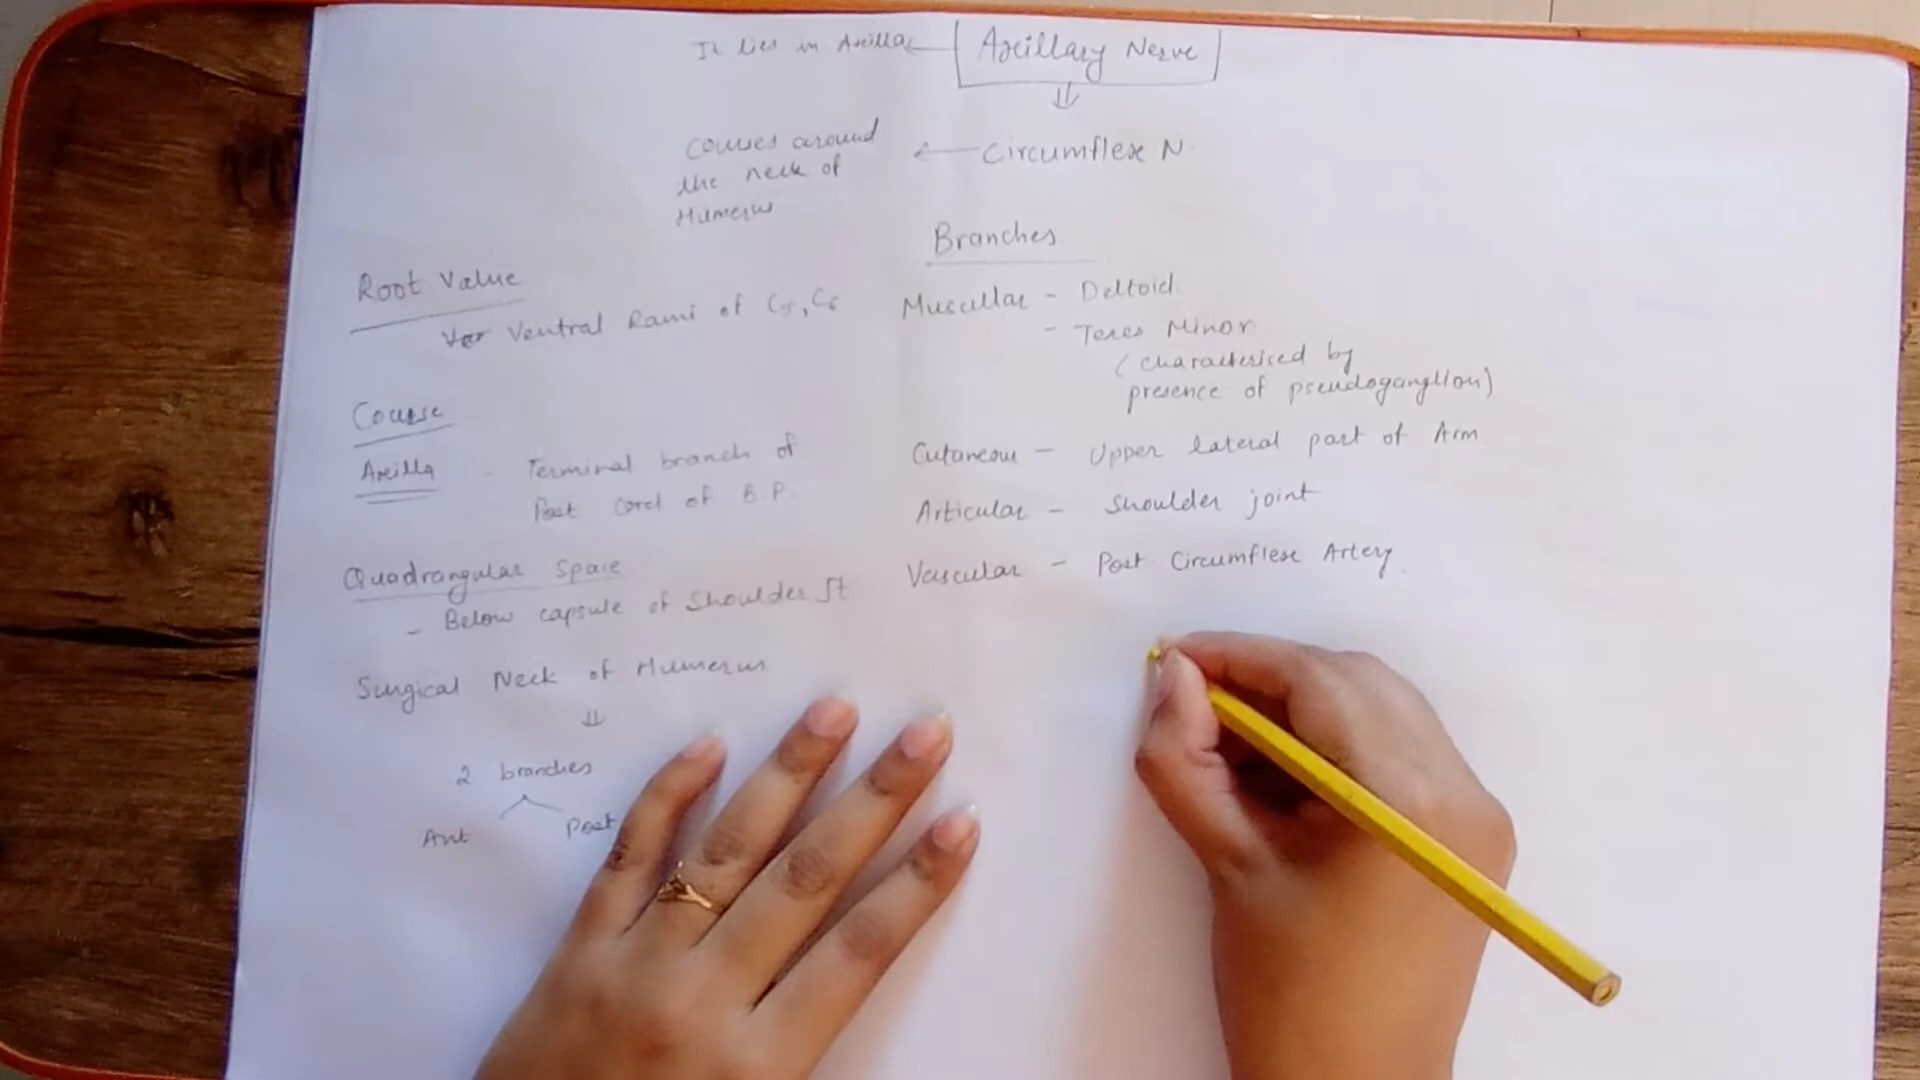 It lies in Axilla ← Axillary Nerve
⇓
courses around ← Circumflex N.
the neck of
Humerus
Root Value
Ventral Rami of C5, C6
Course
Axilla - Terminal branch of
Post cord of B.P.
Quadrangular Space
- Below capsule of Shoulder Jt
Surgical Neck of Humerus
⇓
2 branches
Ant Post
Branches
Muscular - Deltoid
- Teres Minor
(characterised by
presence of pseudoganglion)
Cutaneous - Upper lateral part of Arm
Articular - Shoulder joint
Vascular - Post Circumflex Artery.